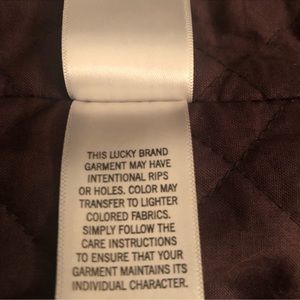 THIS LUCKY BRAND
GARMENT MAY HAVE
INTENTIONAL RIPS
OR HOLES. COLOR MAY
TRANSFER TO LIGHTER
COLORED FABRICS.
SIMPLY FOLLOW THE
CARE INSTRUCTIONS
TO ENSURE THAT YOUR
GARMENT MAINTAINS ITS
INDIVIDUAL CHARACTER.